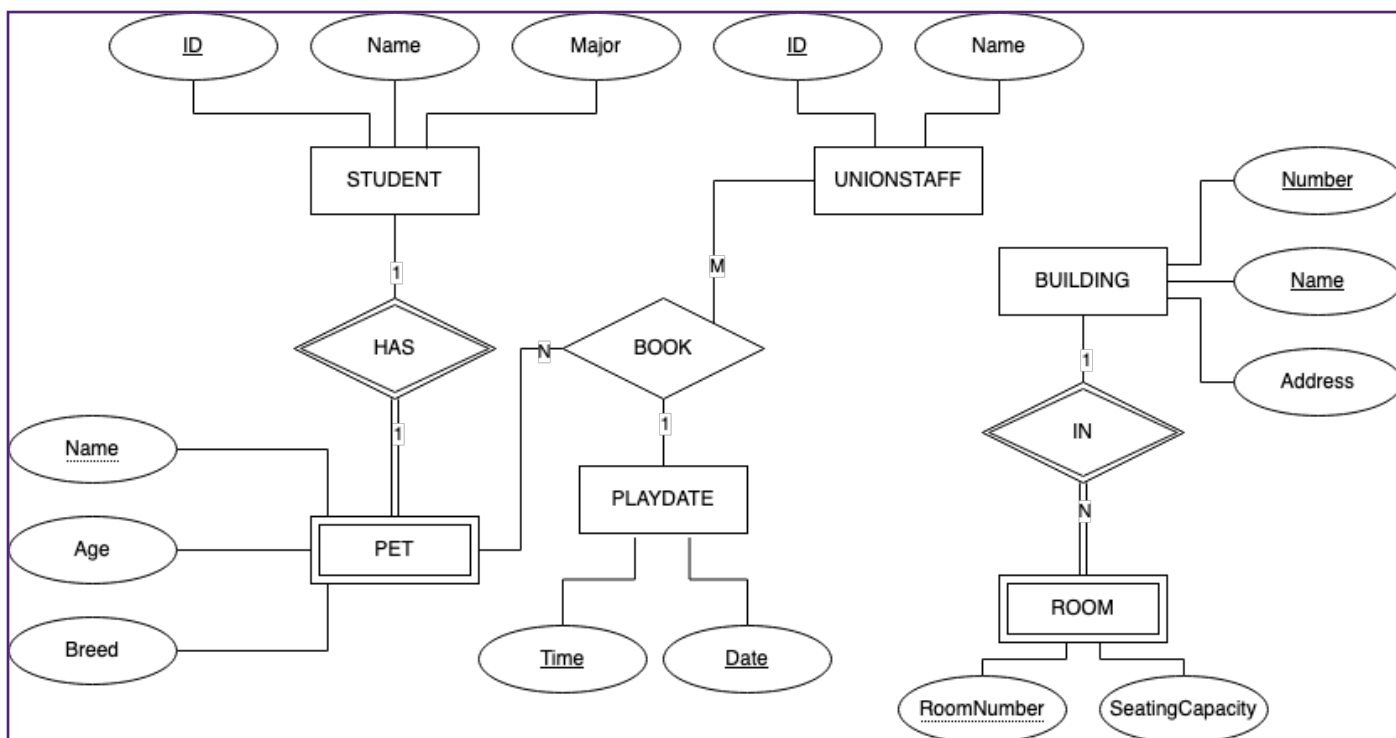 ID
Name
Major
ID
Name
STUDENT
UNIONSTAFF
Number
M
1
BUILDING
Name
HAS
N
BOOK
1
Address
1
1
IN
Name
PLAYDATE
N
Age
PET
ROOM
Breed
Time
Date
RoomNumber
SeatingCapacity